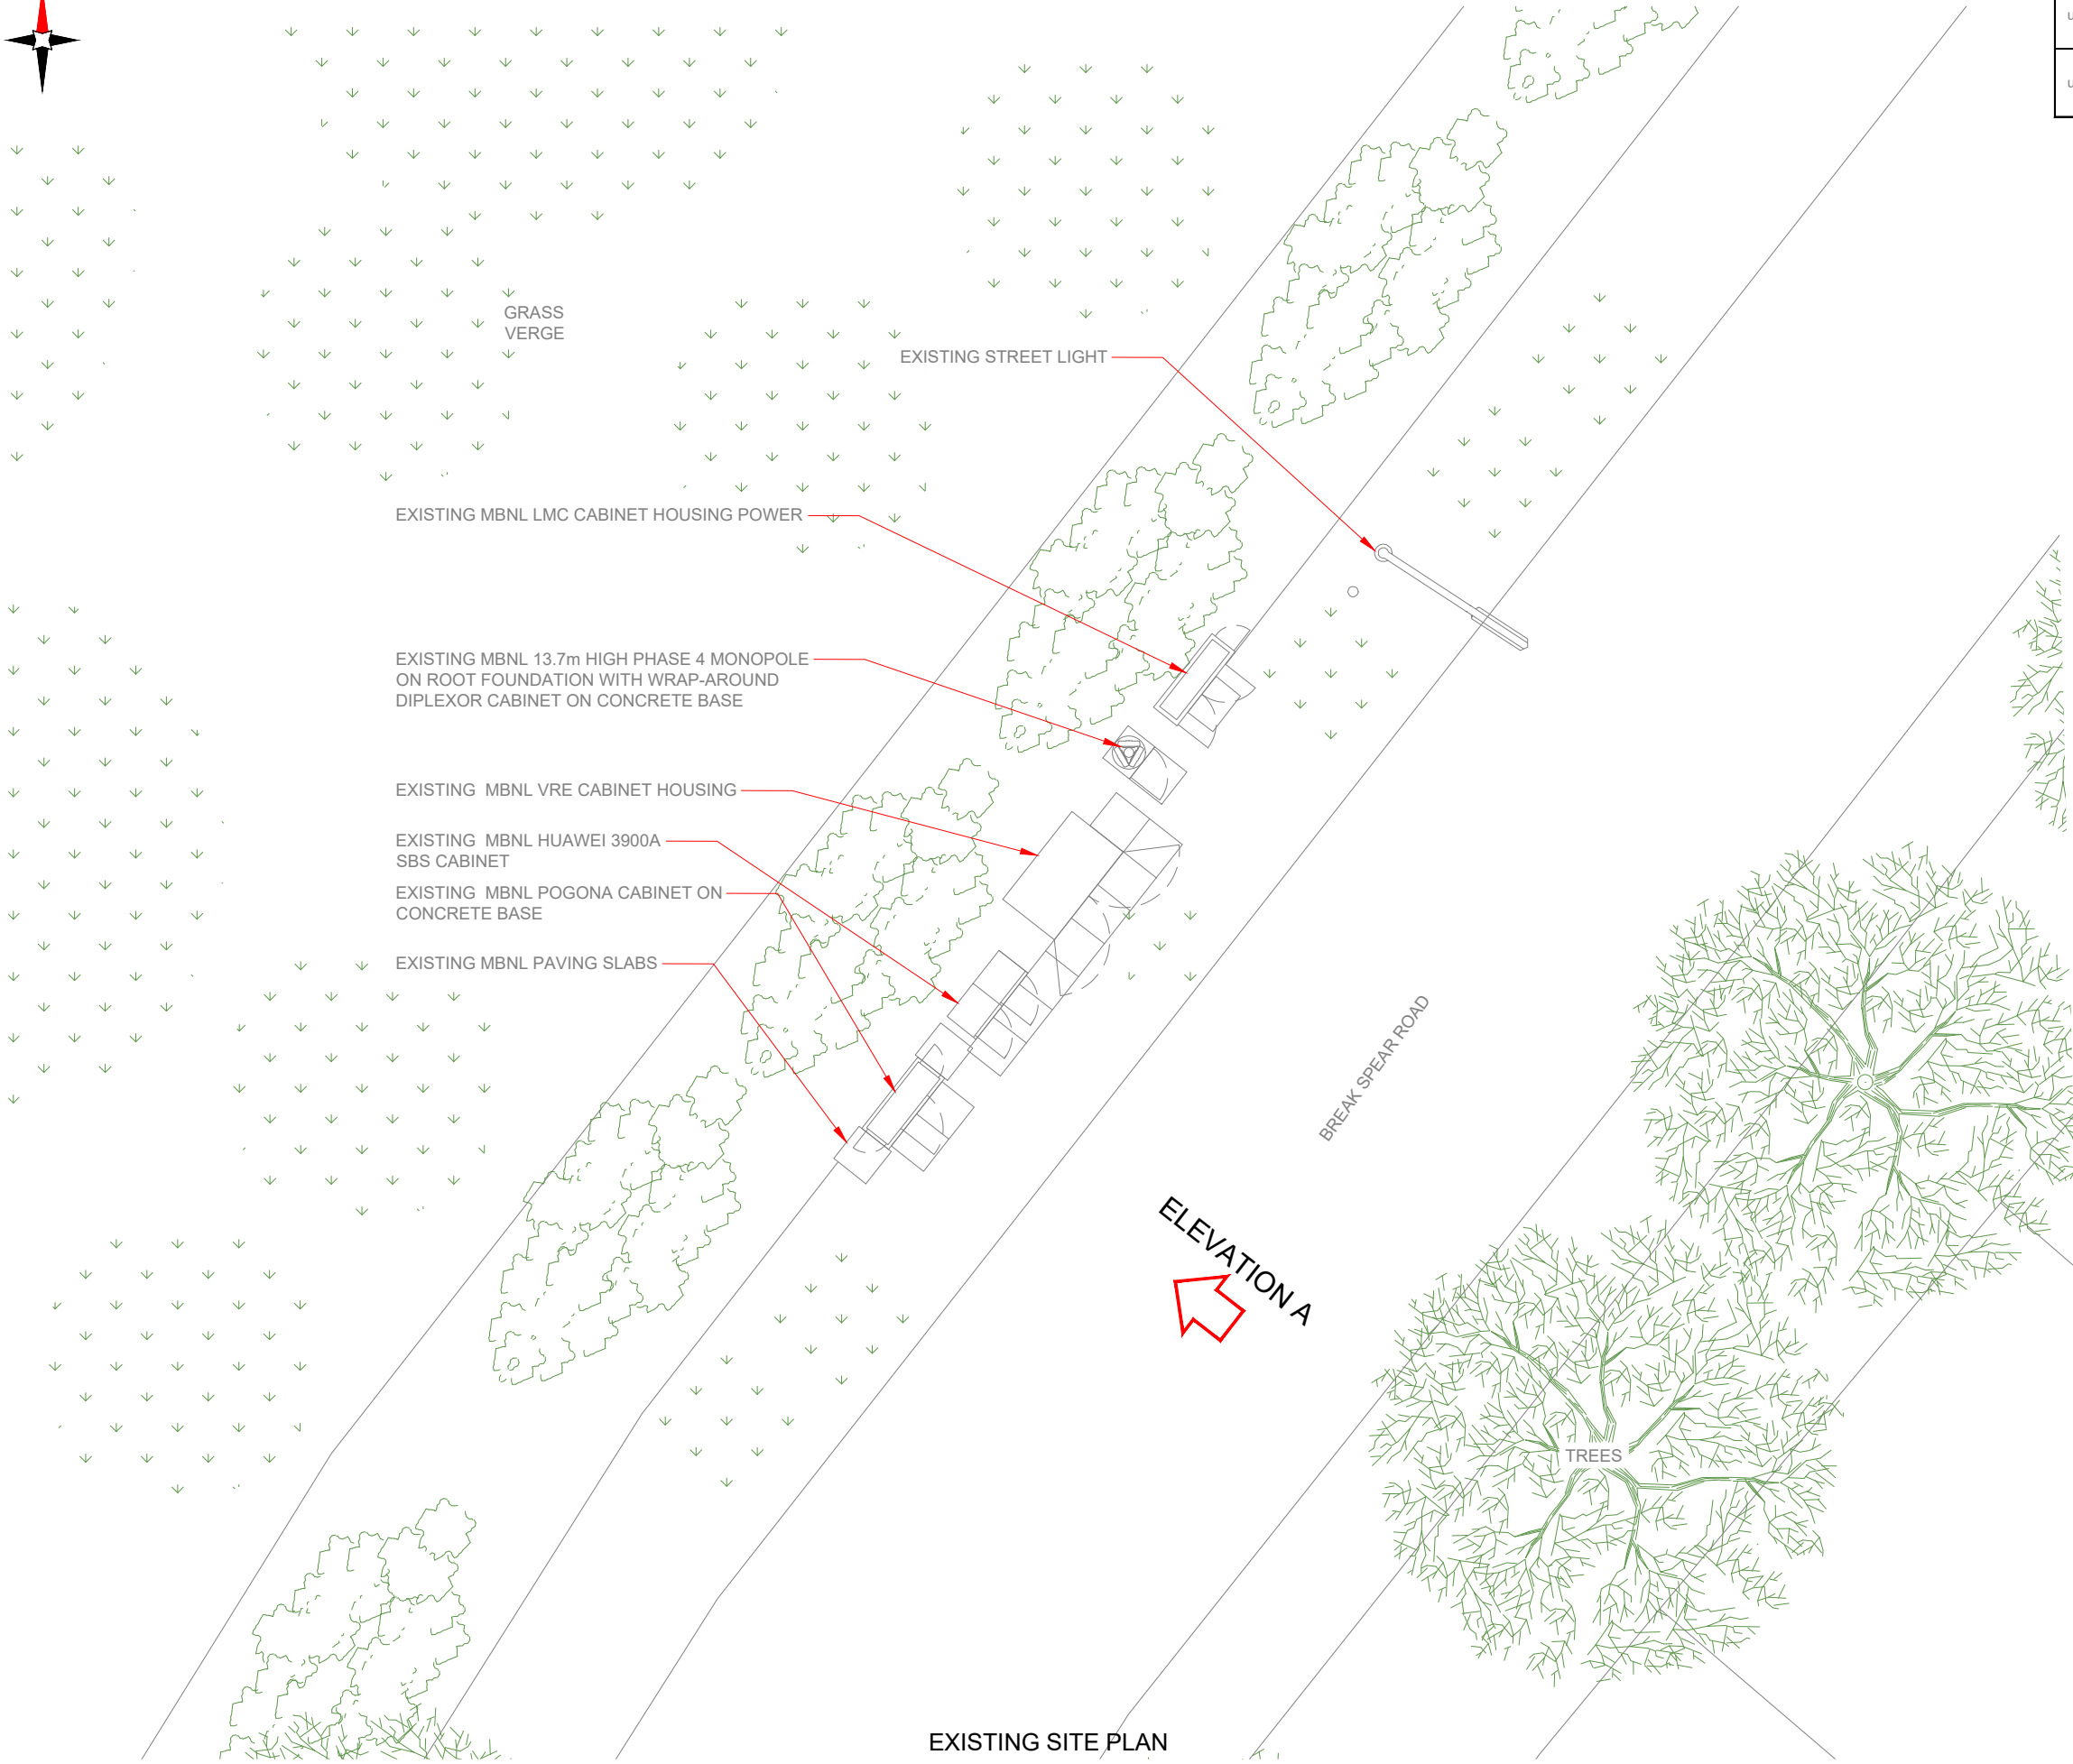 GRASS
VERGE
EXISTING STREET LIGHT
EXISTING MBNL LMC CABINET HOUSING POWER
EXISTING MBNL 13.7m HIGH PHASE 4 MONOPOLE
ON ROOT FOUNDATION WITH WRAP-AROUND
DIPLEXOR CABINET ON CONCRETE BASE
EXISTING MBNL VRE CABINET HOUSING
EXISTING MBNL HUAWEI 3900A
SBS CABINET
EXISTING MBNL POGONA CABINET ON
CONCRETE BASE
EXISTING MBNL PAVING SLABS
BREAK SPEAR ROAD
ELEVATION A
TREES
EXISTING SITE PLAN